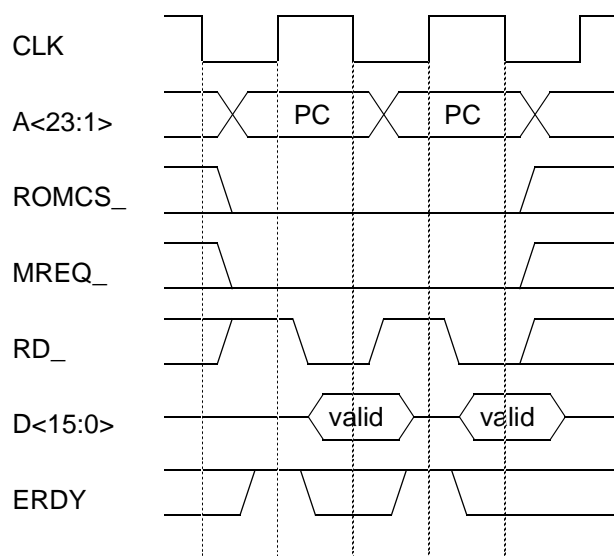 CLK
A<23:1> PC PC
ROMCS_
MREQ_
RD_
D<15:0> valid valid
ERDY